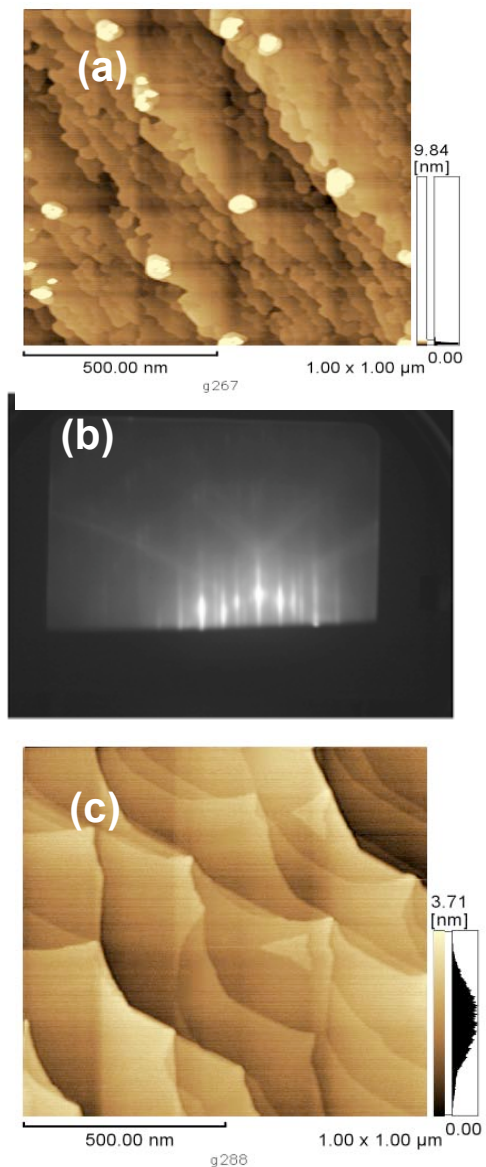 (a)
9.84
[nm]
0.00
500.00 nm
1.00 x 1.00 µm
g267
(b)
(c)
3.71
[nm]
0.00
500.00 nm
1.00 x 1.00 µm
g288